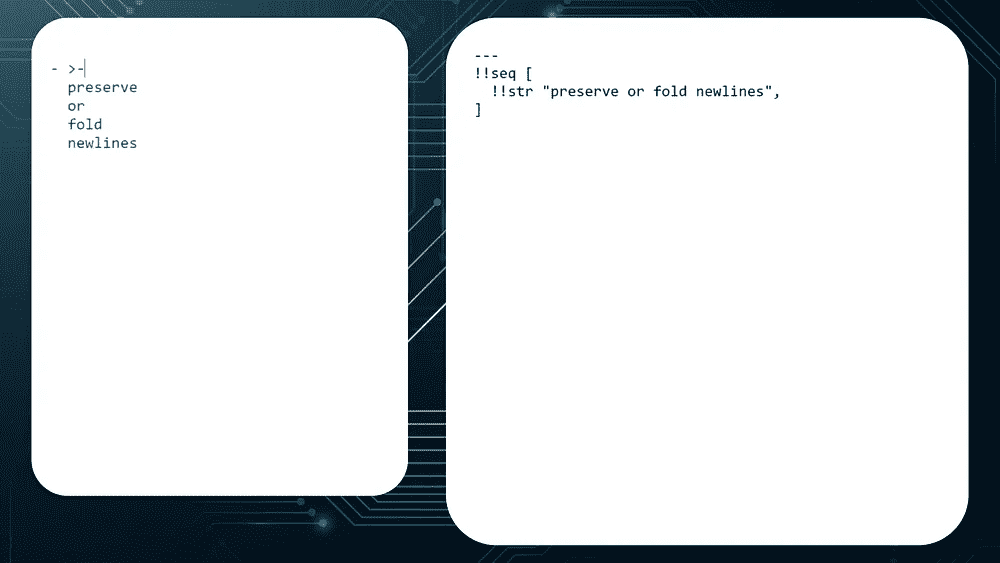 - >-
preserve
or
fold
newlines
---
!!seq [
  !!str "preserve or fold newlines",
]